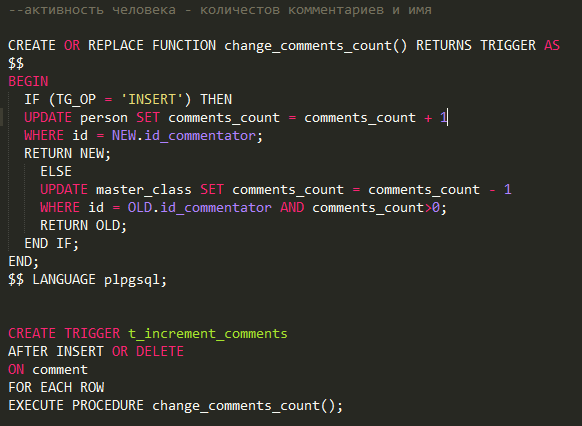 --активность человека - количестов комментариев и имя
CREATE OR REPLACE FUNCTION change_comments_count() RETURNS TRIGGER AS
$$
BEGIN
IF (TG_OP = 'INSERT') THEN
UPDATE person SET comments_count = comments_count + 1
WHERE id = NEW.id_commentator;
RETURN NEW;
ELSE
UPDATE master_class SET comments_count = comments_count - 1
WHERE id = OLD.id_commentator AND comments_count>0;
RETURN OLD;
END IF;
END;
$$ LANGUAGE plpgsql;
CREATE TRIGGER t_increment_comments
AFTER INSERT OR DELETE
ON comment
FOR EACH ROW
EXECUTE PROCEDURE change_comments_count();